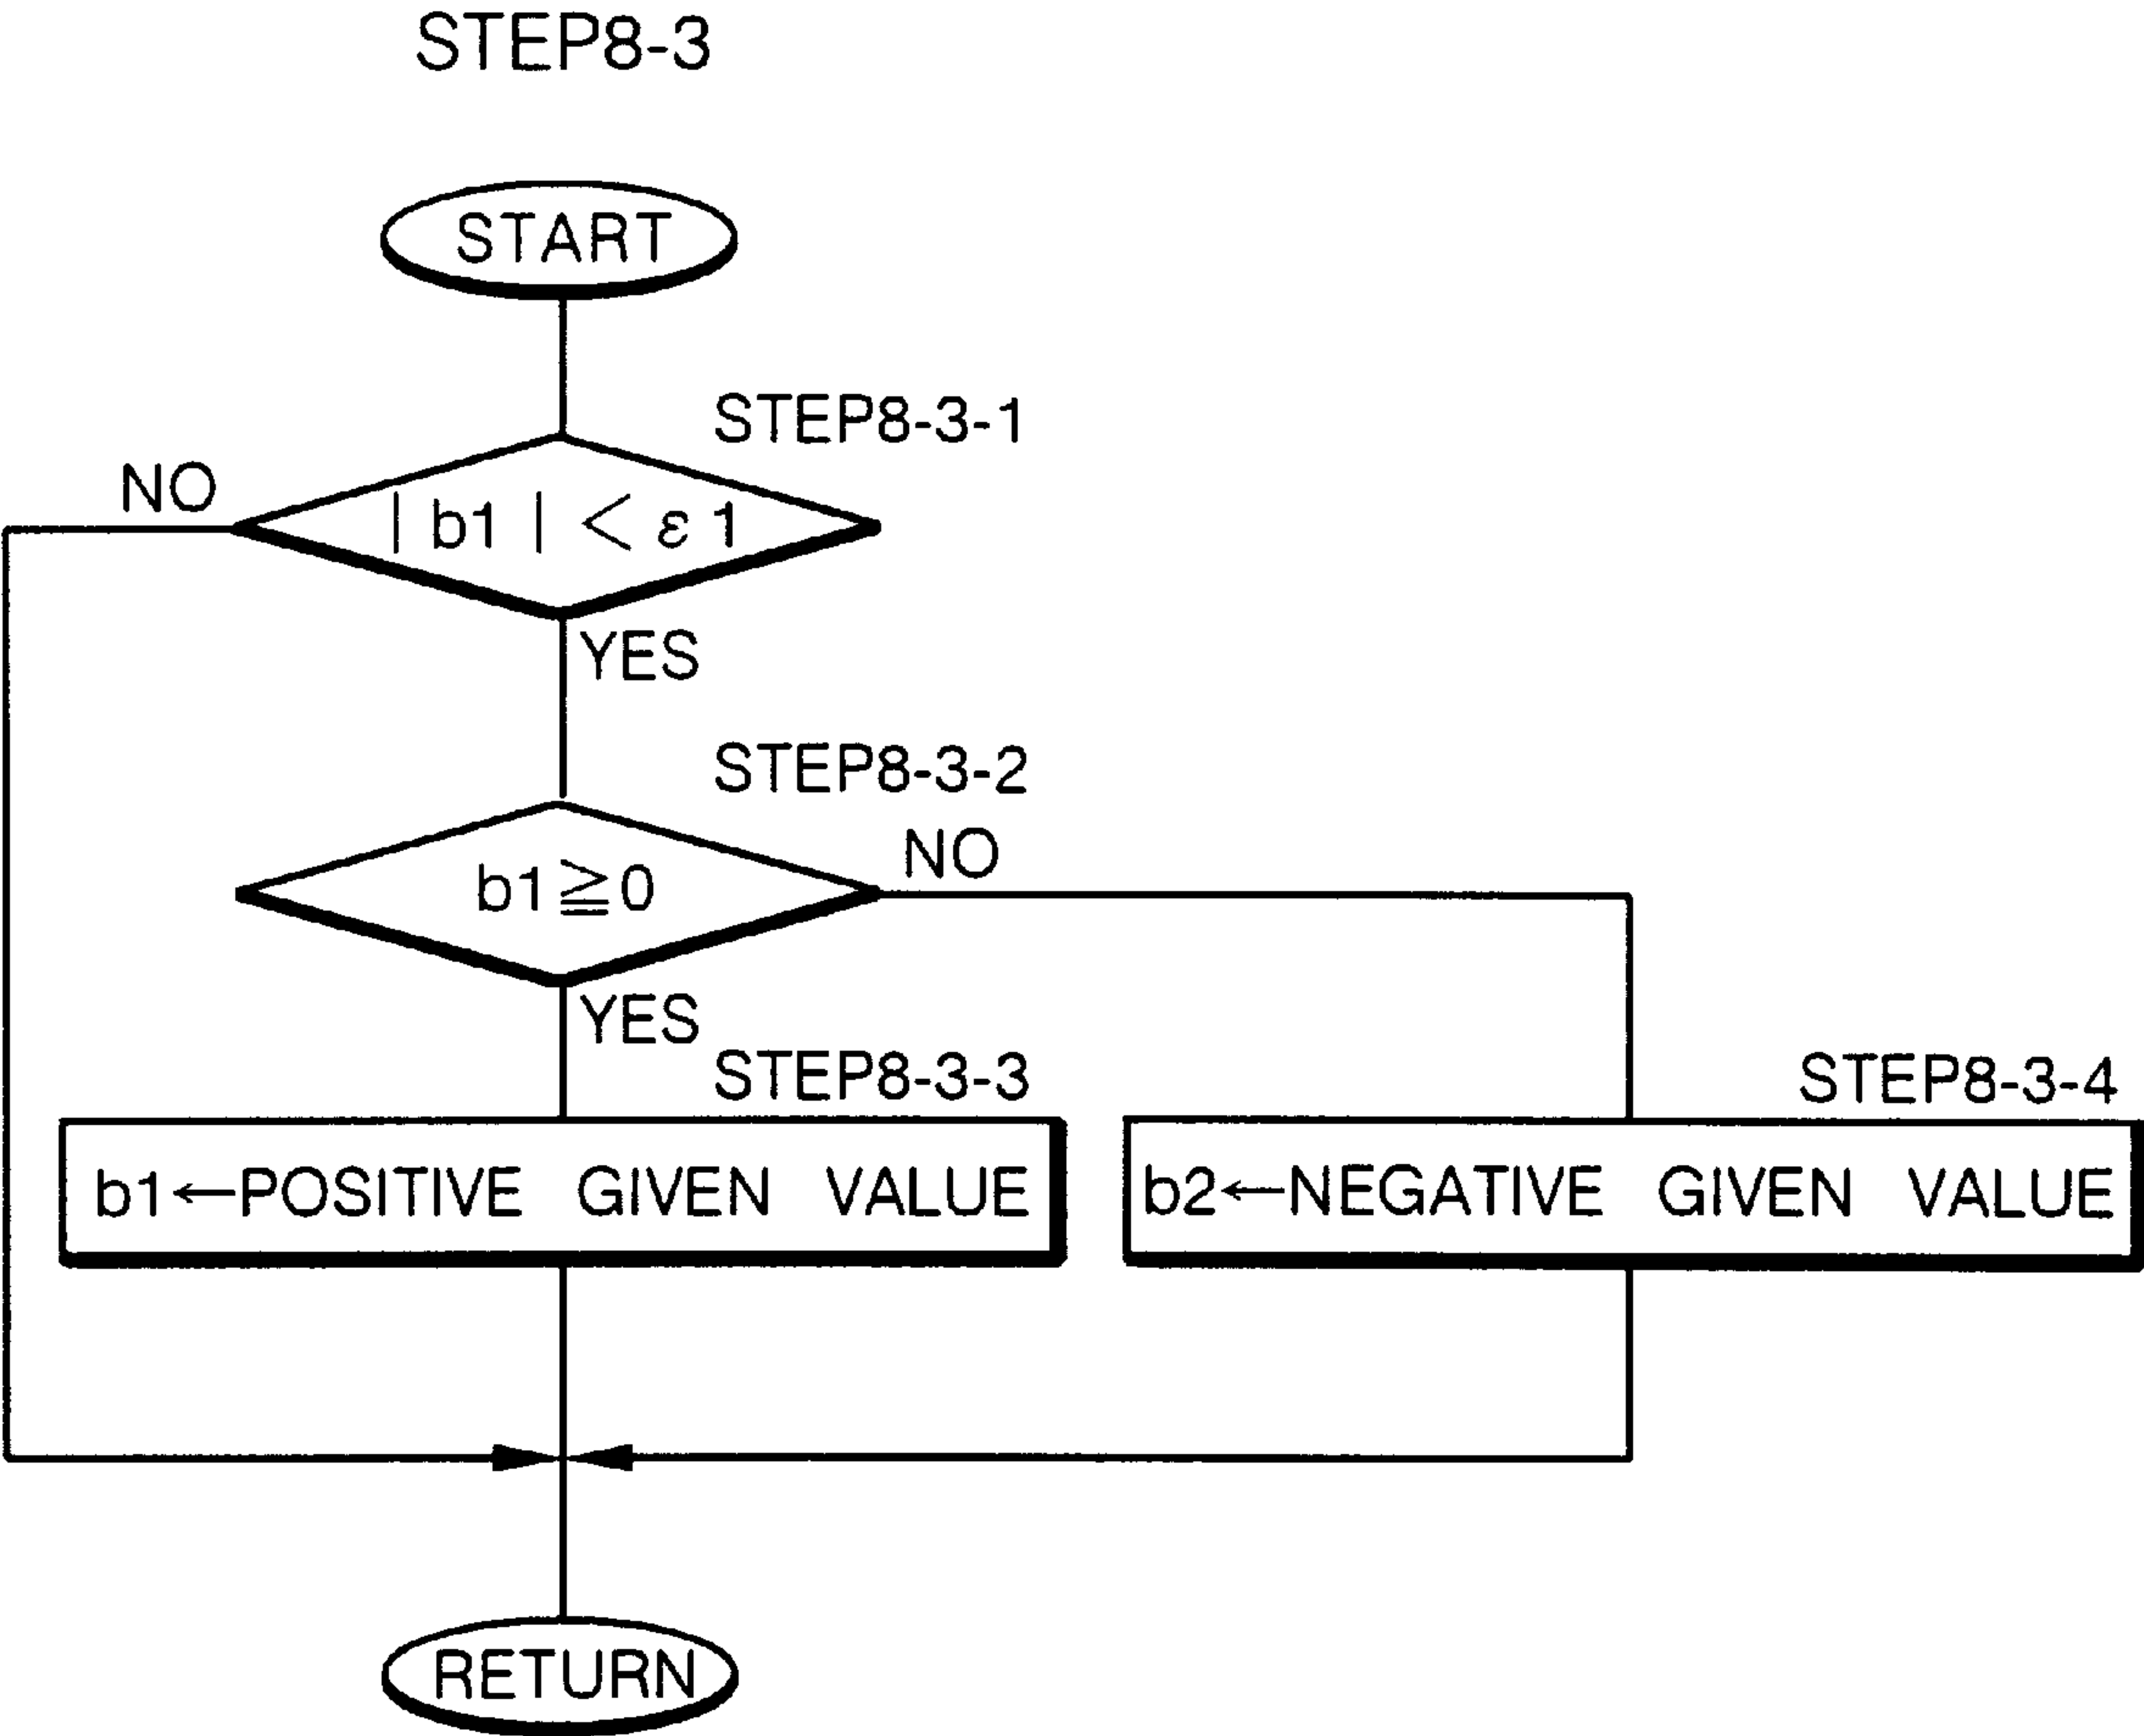 STEP8-3
START
STEP8-3-1
NO
| b1 | < ε 1
YES
STEP8-3-2
NO
b1≧0
YES
STEP8-3-3
STEP8-3-4
b1←POSITIVE GIVEN VALUE
b2←NEGATIVE GIVEN VALUE
RETURN